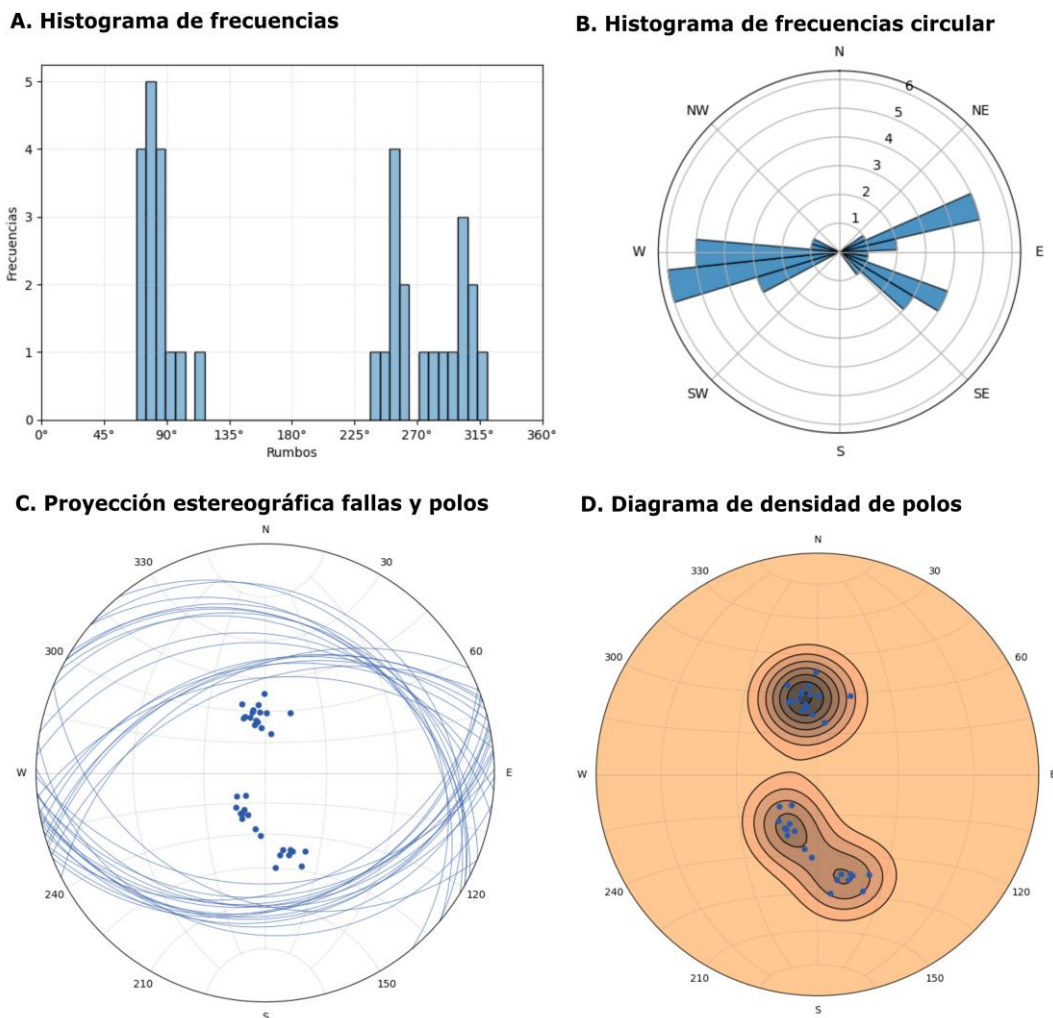 A. Histograma de frecuencias
Frecuencias
5
4
3
2
1
0
0° 45° 90° 135° 180° 225° 270° 315° 360°
Rumbos
B. Histograma de frecuencias circular
N
NW NE
6
5
4
3
2
1
W E
SW SE
S
C. Proyección estereográfica fallas y polos
N
330 30
300 60
W E
240 120
210 150
S
D. Diagrama de densidad de polos
N
330 30
300 60
W E
240 120
210 150
S